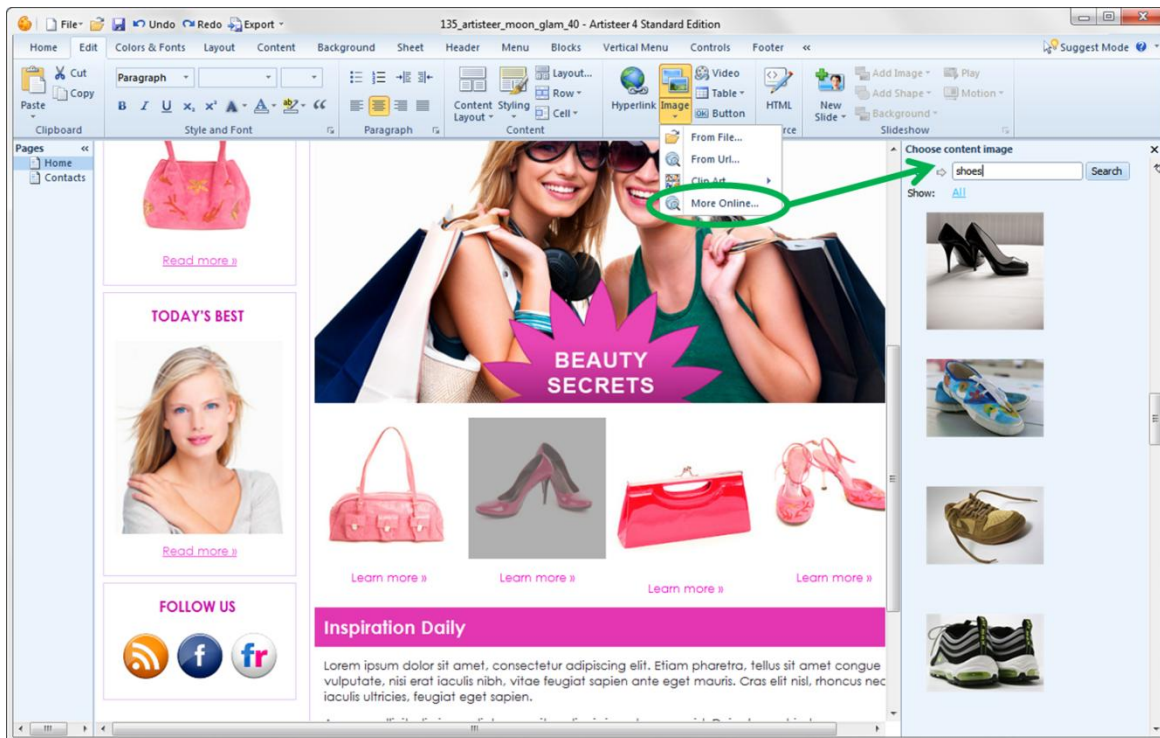 File
Undo
Redo
Export
135_artisteer_moon_glam_40 - Artisteer 4 Standard Edition
Home Edit Colors & Fonts Layout Content Background Sheet Header Menu Blocks Vertical Menu Controls Footer «
Suggest Mode
Paste
Cut
Copy
Clipboard
Paragraph
B I U x₂ x² A A ab “
Style and Font
Paragraph
Content Layout
Styling
Layout...
Row
Cell
Content
Hyperlink
Image
Video
Table
Button
HTML
rce
New Slide
Add Image
Add Shape
Background
Play
Motion
Slideshow
From File...
From Url...
Clip Art
More Online...
Pages «
Home
Contacts
Read more »
TODAY'S BEST
Read more »
FOLLOW US
f
fr
BEAUTY
SECRETS
Learn more »
Learn more »
Learn more »
Learn more »
Inspiration Daily
Lorem ipsum dolor sit amet, consectetur adipiscing elit. Etiam pharetra, tellus sit amet congue
vulputate, nisi erat iaculis nibh, vitae feugiat sapien ante eget mauris. Cras elit nisl, rhoncus nec
iaculis ultricies, feugiat eget sapien.
Choose content image
shoes
Search
Show: All